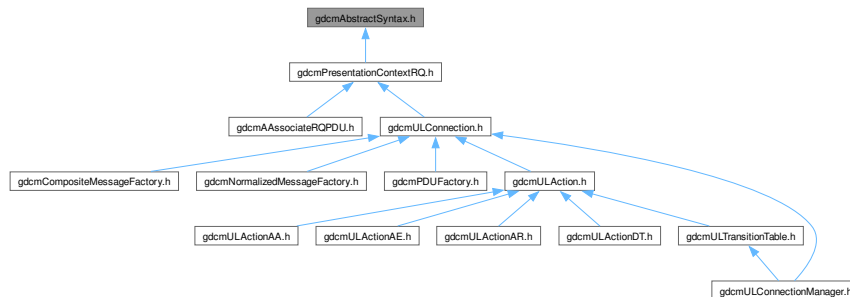 gdcmAbstractSyntax.h
gdcmPresentationContextRQ.h
gdcmAAssociateRQPDU.h
gdcmULConnection.h
gdcmCompositeMessageFactory.h
gdcmNormalizedMessageFactory.h
gdcmPDUFactory.h
gdcmULAction.h
gdcmULActionAA.h
gdcmULActionAE.h
gdcmULActionAR.h
gdcmULActionDT.h
gdcmULTransitionTable.h
gdcmULConnectionManager.h